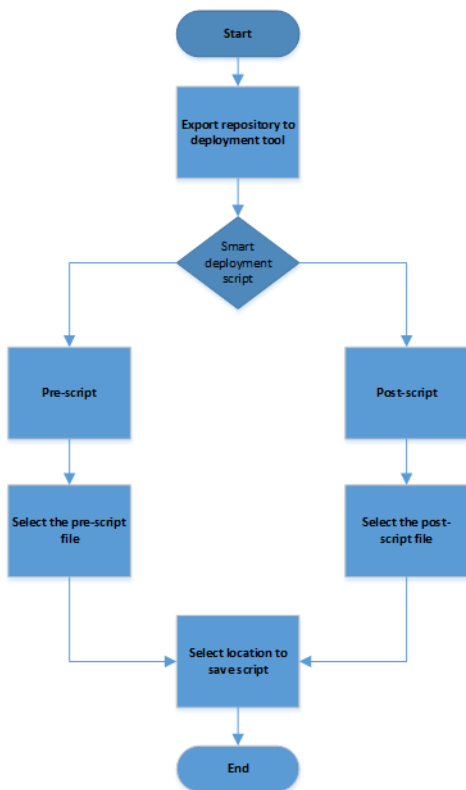 Start
Export repository to
deployment tool
Smart
deployment
script
Pre-script
Post-script
Select the pre-script
file
Select the post-
script file
Select location to
save script
End